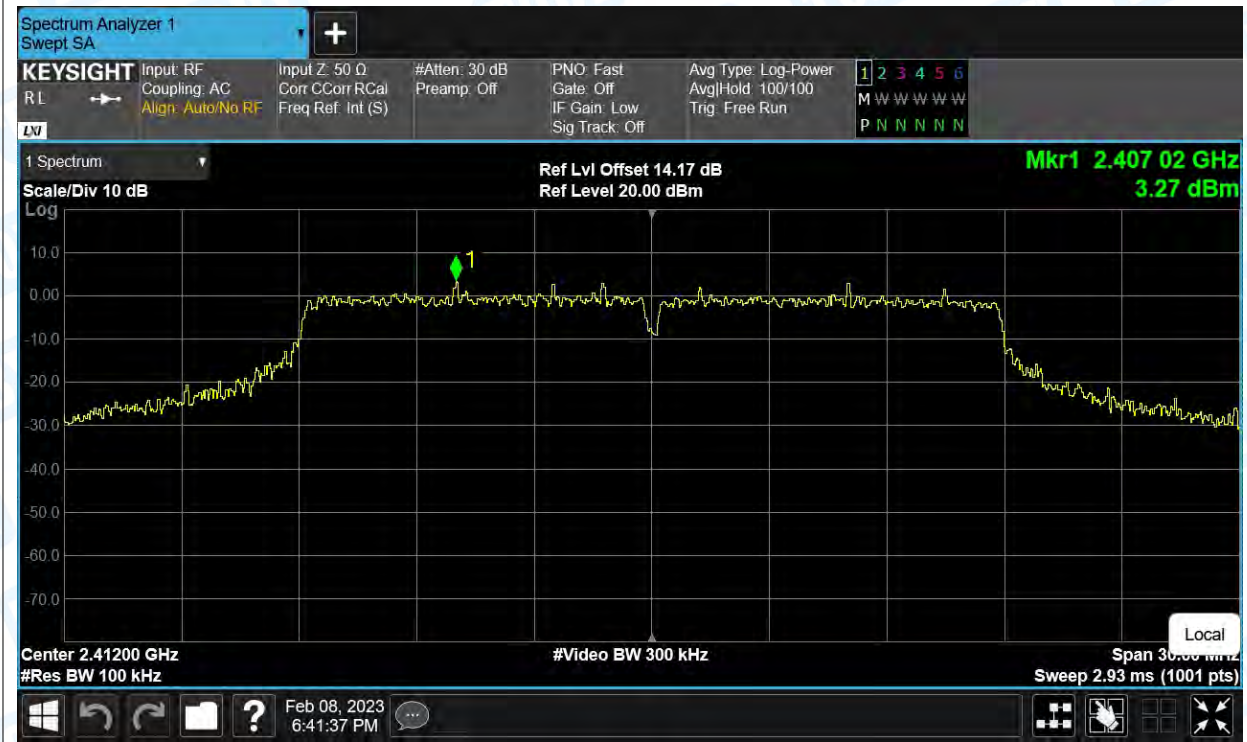 Spectrum Analyzer 1
Swept SA
+
KEYSIGHT
R L
LXI
Input: RF
Coupling: AC
Align: Auto/No RF
Input Z: 50 Ω
Corr CCorr RCal
Freq Ref: Int (S)
#Atten: 30 dB
Preamp: Off
PNO: Fast
Gate: Off
IF Gain: Low
Sig Track: Off
Avg Type: Log-Power
Avg|Hold: 100/100
Trig: Free Run
1 2 3 4 5 6
M W W W W W W
P N N N N N N
1 Spectrum
Scale/Div 10 dB
Log
Ref Lvl Offset 14.17 dB
Ref Level 20.00 dBm
Mkr1 2.407 02 GHz
3.27 dBm
1
10.0
0.00
-10.0
-20.0
-30.0
-40.0
-50.0
-60.0
-70.0
Local
Center 2.41200 GHz
#Res BW 100 kHz
#Video BW 300 kHz
Span 30.00 MHz
Sweep 2.93 ms (1001 pts)
?
Feb 08, 2023
6:41:37 PM